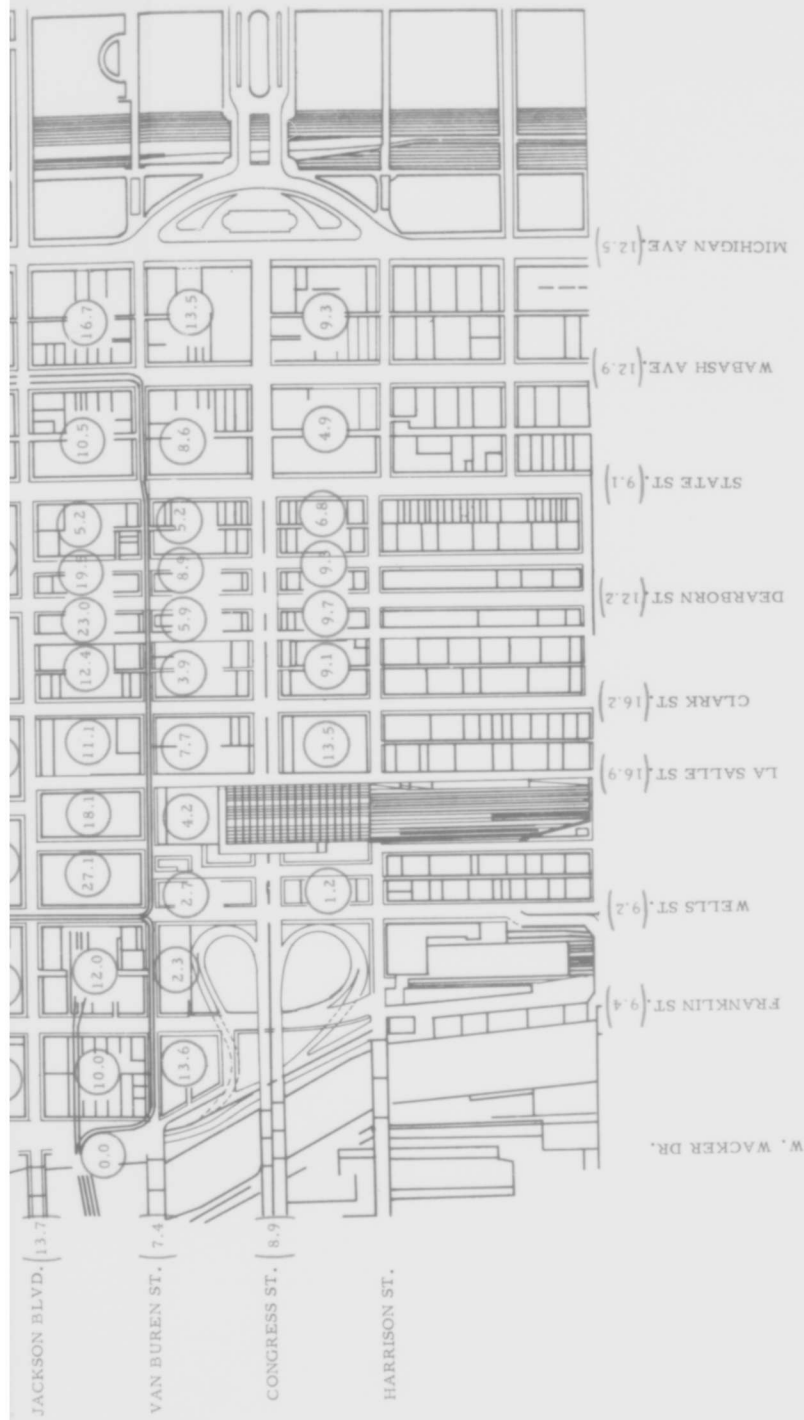 MICHIGAN AVE. (12.5)
WABASH AVE. (12.9)
STATE ST. (9.1)
DEARBORN ST. (12.2)
CLARK ST. (16.2)
LA SALLE ST. (16.9)
WELLS ST. (9.2)
FRANKLIN ST. (9.4)
W. WACKER DR.
JACKSON BLVD. (13.7)
VAN BUREN ST. (7.4)
CONGRESS ST. (8.9)
HARRISON ST.
16.7
10.5
5.2
19.8
23.0
12.4
11.1
18.1
27.1
12.0
10.0
0.0
13.5
8.6
5.2
8.9
5.9
3.9
7.7
4.2
2.7
2.3
13.6
9.3
4.9
6.8
9.7
9.1
13.5
1.2